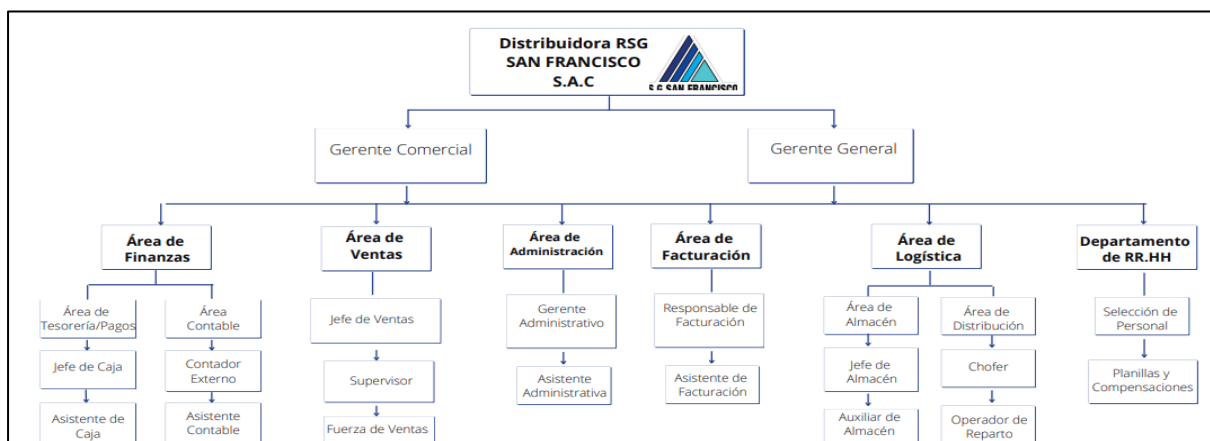 Distribuidora RSG
SAN FRANCISCO
S.A.C
S.G SAN FRANCISCO
Gerente Comercial
Gerente General
Área de
Finanzas
Área de
Ventas
Área de
Administración
Área de
Facturación
Área de
Logística
Departamento
de RR.HH
Área de
Tesorería/Pagos
Área
Contable
Jefe de Ventas
Gerente
Administrativo
Responsable de
Facturación
Área de
Almacén
Área de
Distribución
Selección de
Personal
Jefe de Caja
Contador
Externo
Supervisor
Asistente
Administrativa
Asistente de
Facturación
Jefe de
Almacén
Chofer
Planillas y
Compensaciones
Asistente de
Caja
Asistente
Contable
Fuerza de Ventas
Auxiliar de
Almacén
Operador de
Reparto